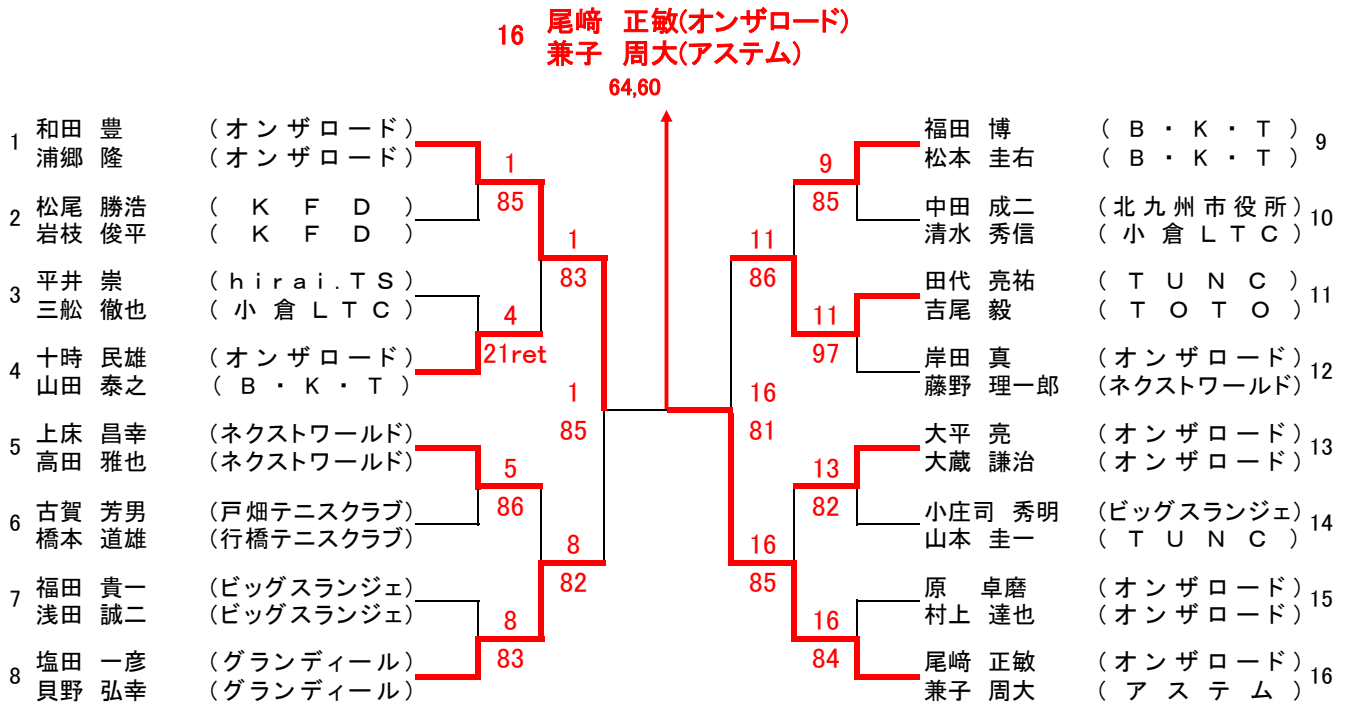 16 尾﨑 正敏(オンザロード)
兼子 周大(アステム)
64,60
1 和田 豊 (オンザロード)
浦郷 隆 (オンザロード)
2 松尾 勝浩 (KFD)
岩枝 俊平 (KFD)
3 平井 崇 (hirai.TS)
三舩 徹也 (小倉LTC)
4 十時 民雄 (オンザロード)
山田 泰之 (B・K・T)
5 上床 昌幸 (ネクストワールド)
高田 雅也 (ネクストワールド)
6 古賀 芳男 (戸畑テニスクラブ)
橋本 道雄 (行橋テニスクラブ)
7 福田 貴一 (ビッグスランジェ)
浅田 誠二 (ビッグスランジェ)
8 塩田 一彦 (グランディール)
貝野 弘幸 (グランディール)
1
85
4
21ret
5
86
8
83
1
83
8
82
1
85
16
81
11
86
16
85
9
85
11
97
13
82
16
84
福田 博 (B・K・T) 9
松本 圭右 (B・K・T)
中田 成二 (北九州市役所) 10
清水 秀信 (小倉LTC)
田代 亮祐 (TUNC) 11
吉尾 毅 (TOTO)
岸田 真 (オンザロード) 12
藤野 理一郎 (ネクストワールド)
大平 亮 (オンザロード) 13
大蔵 謙治 (オンザロード)
小庄司 秀明 (ビッグスランジェ) 14
山本 圭一 (TUNC)
原 卓磨 (オンザロード) 15
村上 達也 (オンザロード)
尾﨑 正敏 (オンザロード) 16
兼子 周大 (アステム)